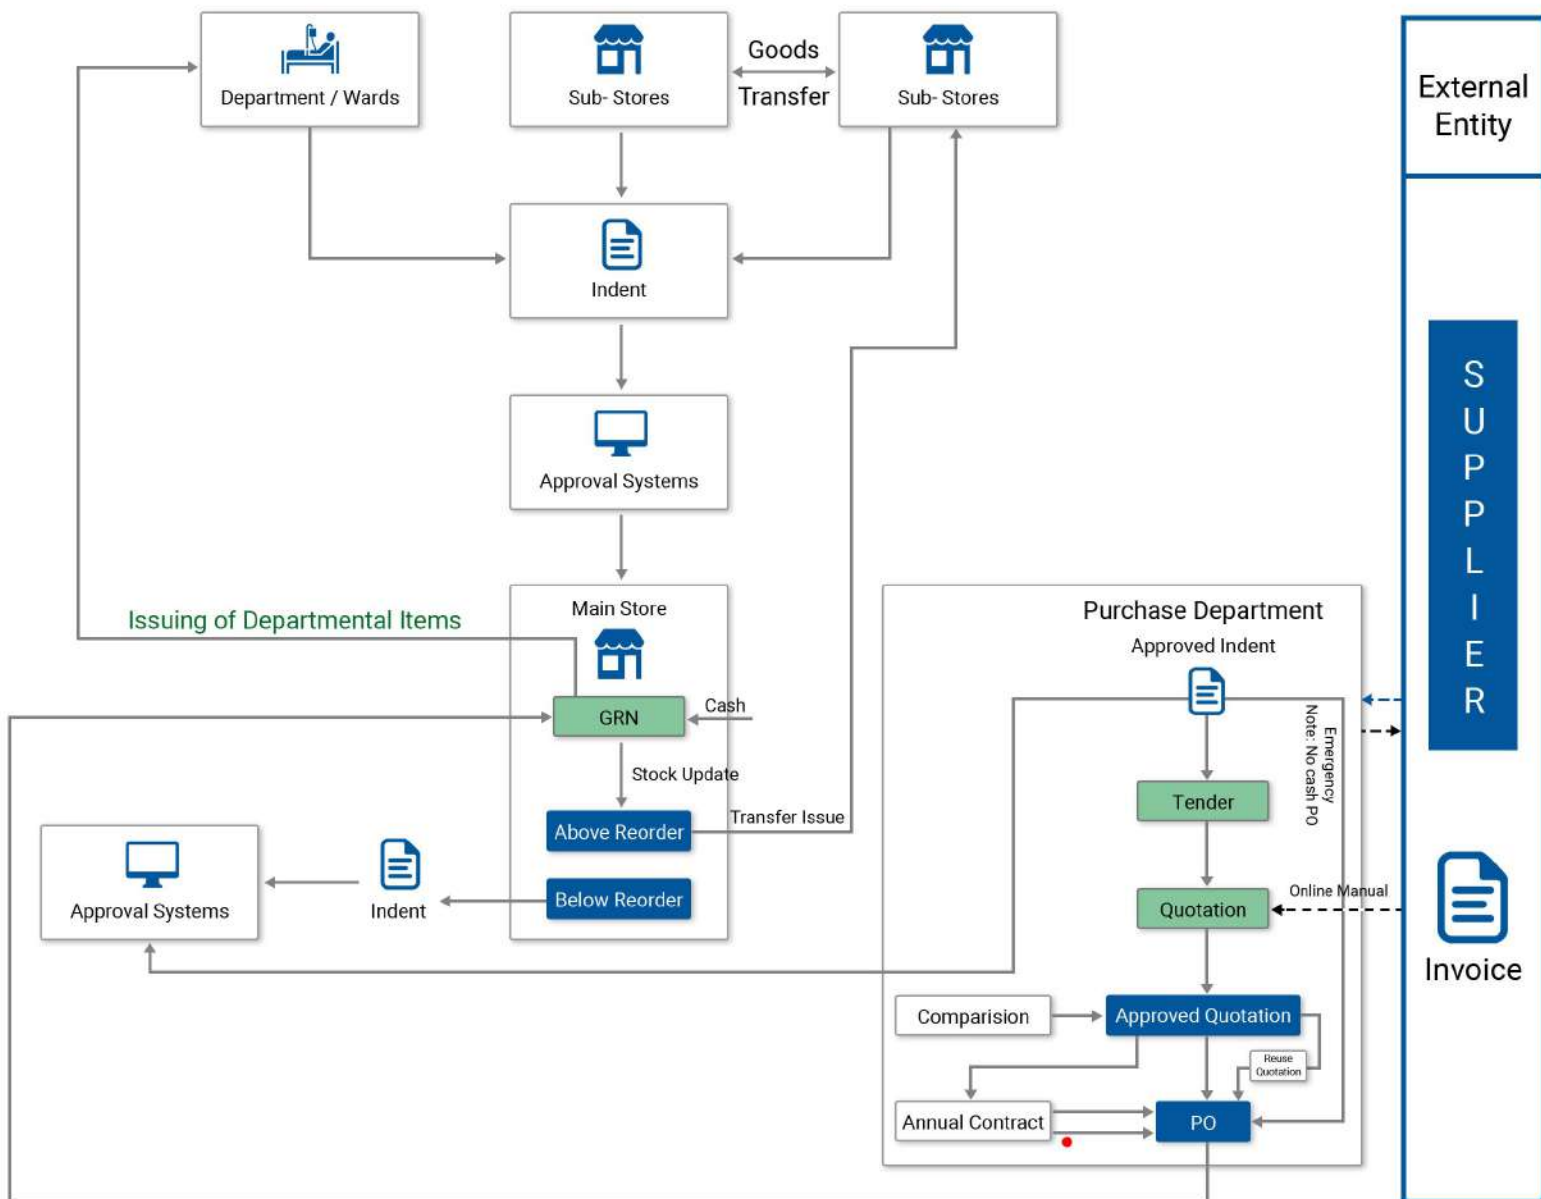 Department / Wards
Sub- Stores
Goods
Transfer
Sub- Stores
External
Entity
Indent
Approval Systems
SUPPLIER
Issuing of Departmental Items
Main Store
GRN
Cash
Stock Update
Above Reorder
Transfer Issue
Below Reorder
Indent
Approval Systems
Purchase Department
Approved Indent
Emergency
Note: No cash PO
Tender
Quotation
Online Manual
Comparision
Approved Quotation
Reuse
Quotation
Annual Contract
PO
Invoice